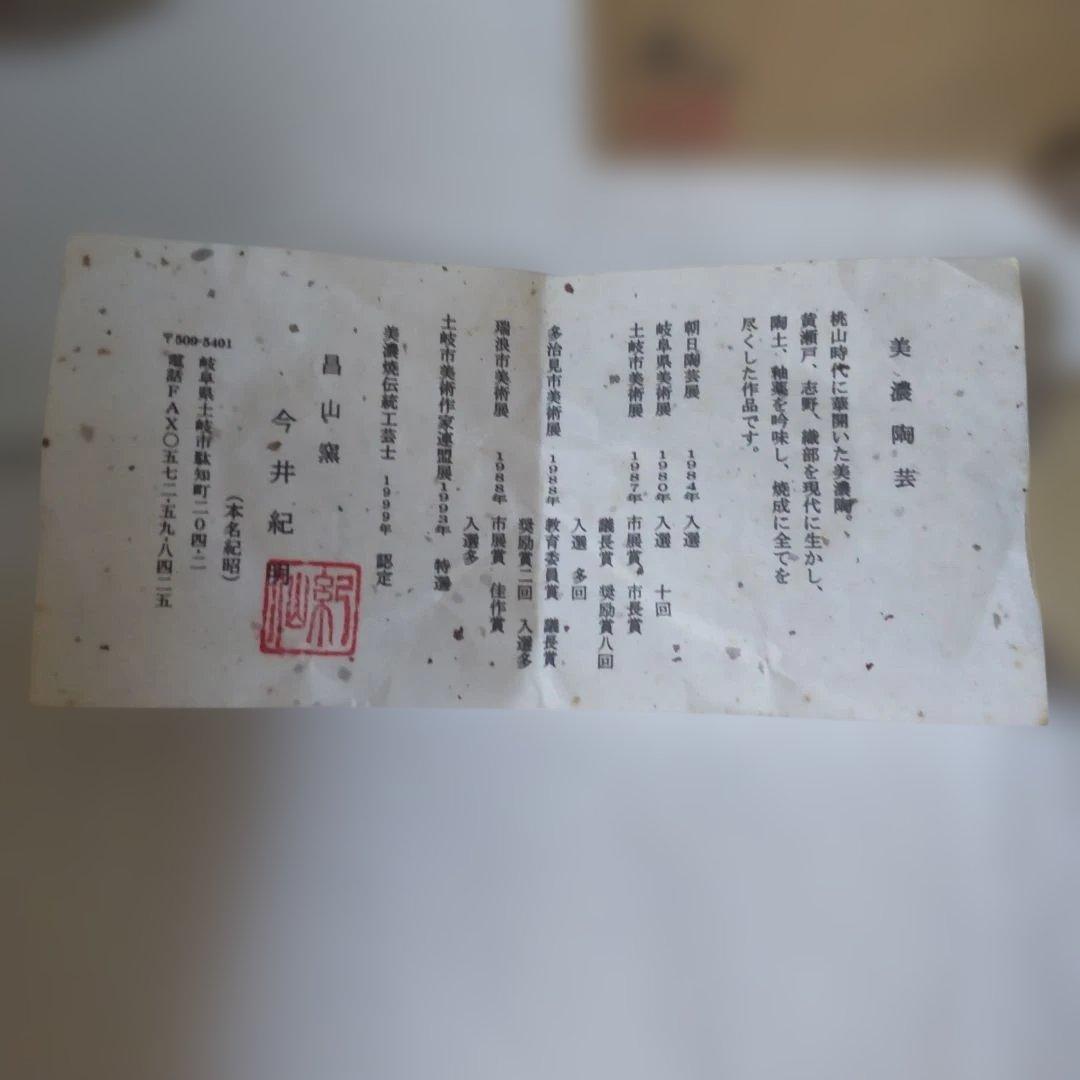 美濃陶芸
桃山時代に華開いた美濃陶。
黄瀬戸、志野、織部を現代に生かし、
陶土、釉薬を吟味し、焼成に全てを
尽くした作品です。
朝日陶芸展 1984年 入選
岐阜県美術展 1980年 入選 十回
土岐市美術展 1987年 市展賞 市長賞
議長賞 奨励賞八回
入選 多回
多治見市美術展 1988年 教育委員賞 議長賞
奨励賞二回 入選多
瑞浪市美術展 1988年 市展賞 佳作賞
入選多
土岐市美術作家連盟展1993年 特選
美濃焼伝統工芸士 1999年 認定
昌山窯
今井紀明
(本名紀昭)
岐阜県土岐市駄知町二〇四・二
〒509-5401
電話FAX〇五七二・五九・八四二五